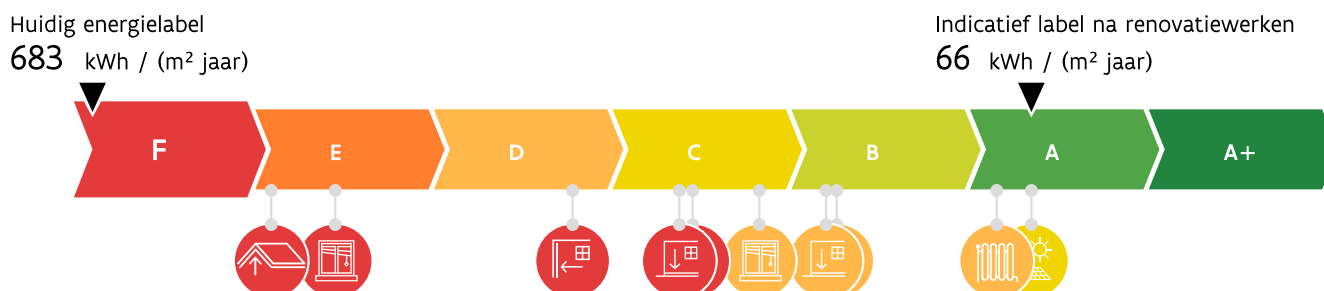 Huidig energielabel
683 kWh / (m² jaar)
Indicatief label na renovatiewerken
66 kWh / (m² jaar)
F E D C B A A+